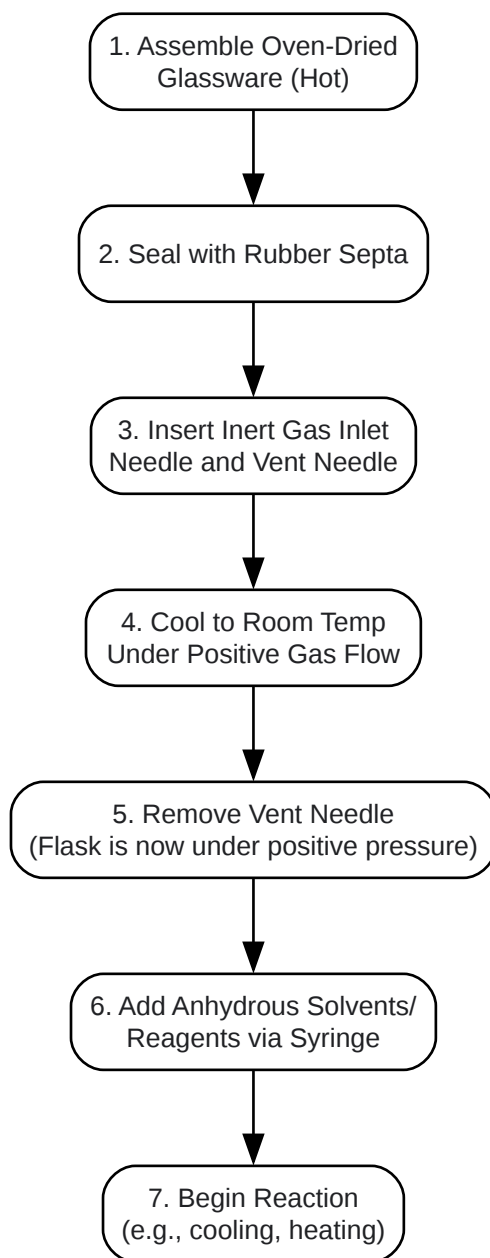 1. Assemble Oven-Dried
Glassware (Hot)
2. Seal with Rubber Septa
3. Insert Inert Gas Inlet
Needle and Vent Needle
4. Cool to Room Temp
Under Positive Gas Flow
5. Remove Vent Needle
(Flask is now under positive pressure)
6. Add Anhydrous Solvents/
Reagents via Syringe
7. Begin Reaction
(e.g., cooling, heating)